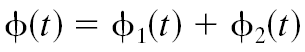 ϕ(t) = ϕ₁(t) + ϕ₂(t)